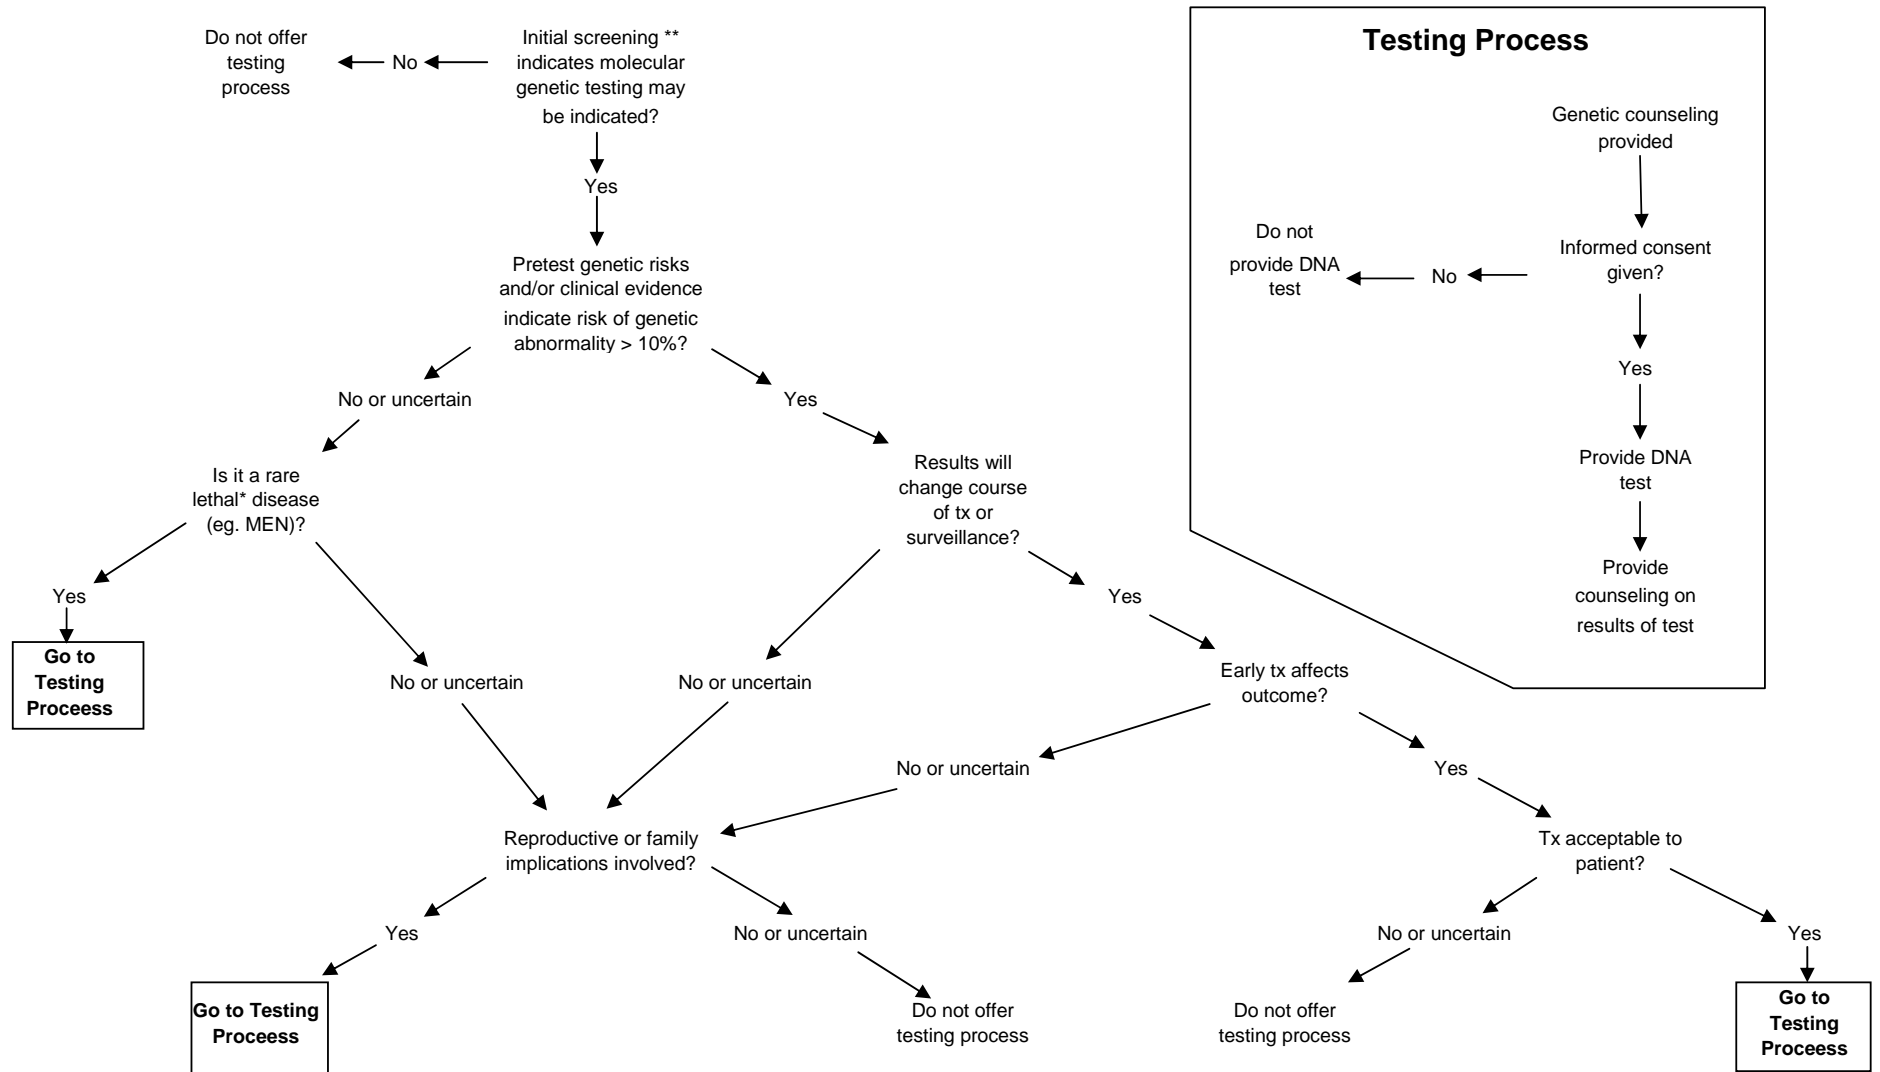 Do not offer
testing
process
No
Initial screening **
indicates molecular
genetic testing may
be indicated?
Yes
Pretest genetic risks
and/or clinical evidence
indicate risk of genetic
abnormality > 10%?
No or uncertain
Yes
Is it a rare
lethal* disease
(eg. MEN)?
Results will
change course
of tx or
surveillance?
Yes
Go to
Testing
Proceess
No or uncertain
No or uncertain
Yes
Early tx affects
outcome?
No or uncertain
Yes
Reproductive or family
implications involved?
Tx acceptable to
patient?
Yes
No or uncertain
No or uncertain
Yes
Go to Testing
Proceess
Do not offer
testing process
Do not offer
testing process
Go to
Testing
Proceess
Testing Process
Genetic counseling
provided
Informed consent
given?
No
Do not
provide DNA
test
Yes
Provide DNA
test
Provide
counseling on
results of test